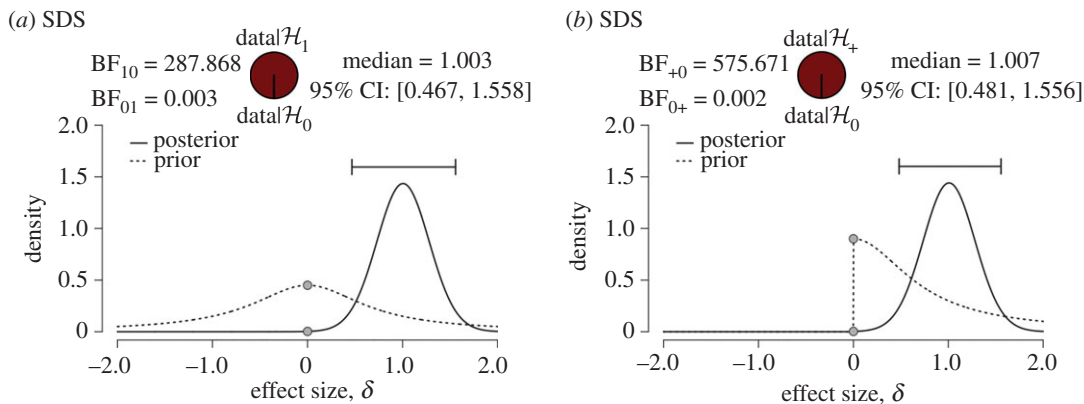 (a) SDS
data|ℋ₁
BF₁₀ = 287.868
BF₀₁ = 0.003
data|ℋ₀
median = 1.003
95% CI: [0.467, 1.558]
posterior
prior
density
2.0
1.5
1.0
0.5
0
−2.0 −1.0 0 1.0 2.0
effect size, δ
(b) SDS
data|ℋ₊
BF₊₀ = 575.671
BF₀₊ = 0.002
data|ℋ₀
median = 1.007
95% CI: [0.481, 1.556]
posterior
prior
density
2.0
1.5
1.0
0.5
0
−2.0 −1.0 0 1.0 2.0
effect size, δ